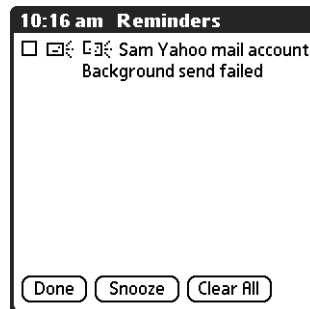 10:16 am Reminders
Sam Yahoo mail account
Background send failed
Done Snooze Clear All